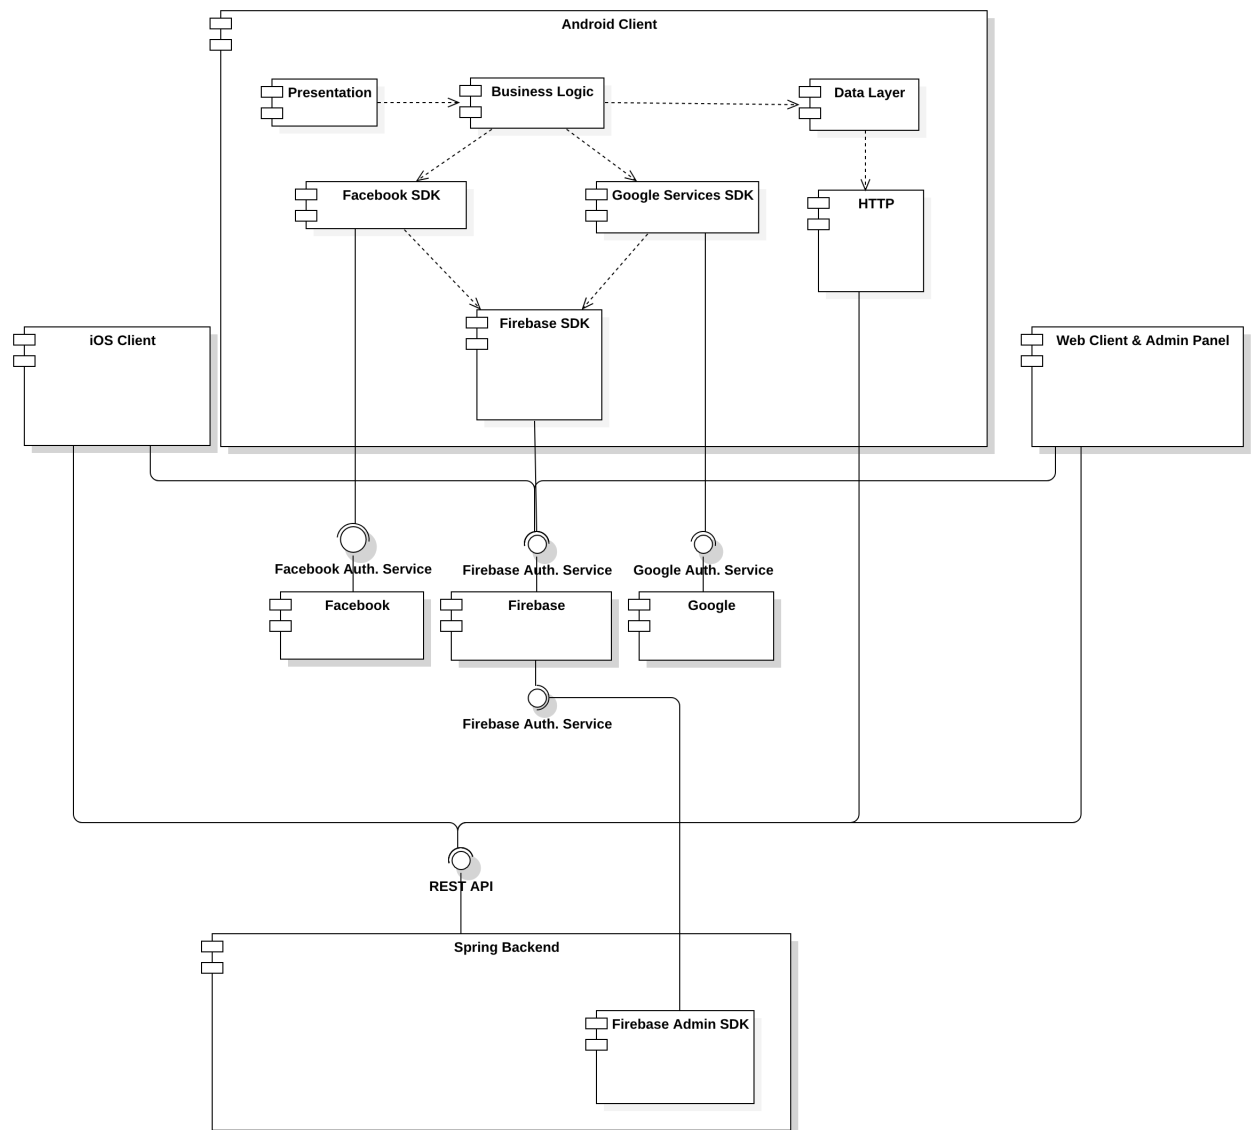 Android Client
Presentation
Business Logic
Data Layer
Facebook SDK
Google Services SDK
HTTP
Firebase SDK
iOS Client
Web Client & Admin Panel
Facebook Auth. Service
Firebase Auth. Service
Google Auth. Service
Facebook
Firebase
Google
Firebase Auth. Service
REST API
Spring Backend
Firebase Admin SDK